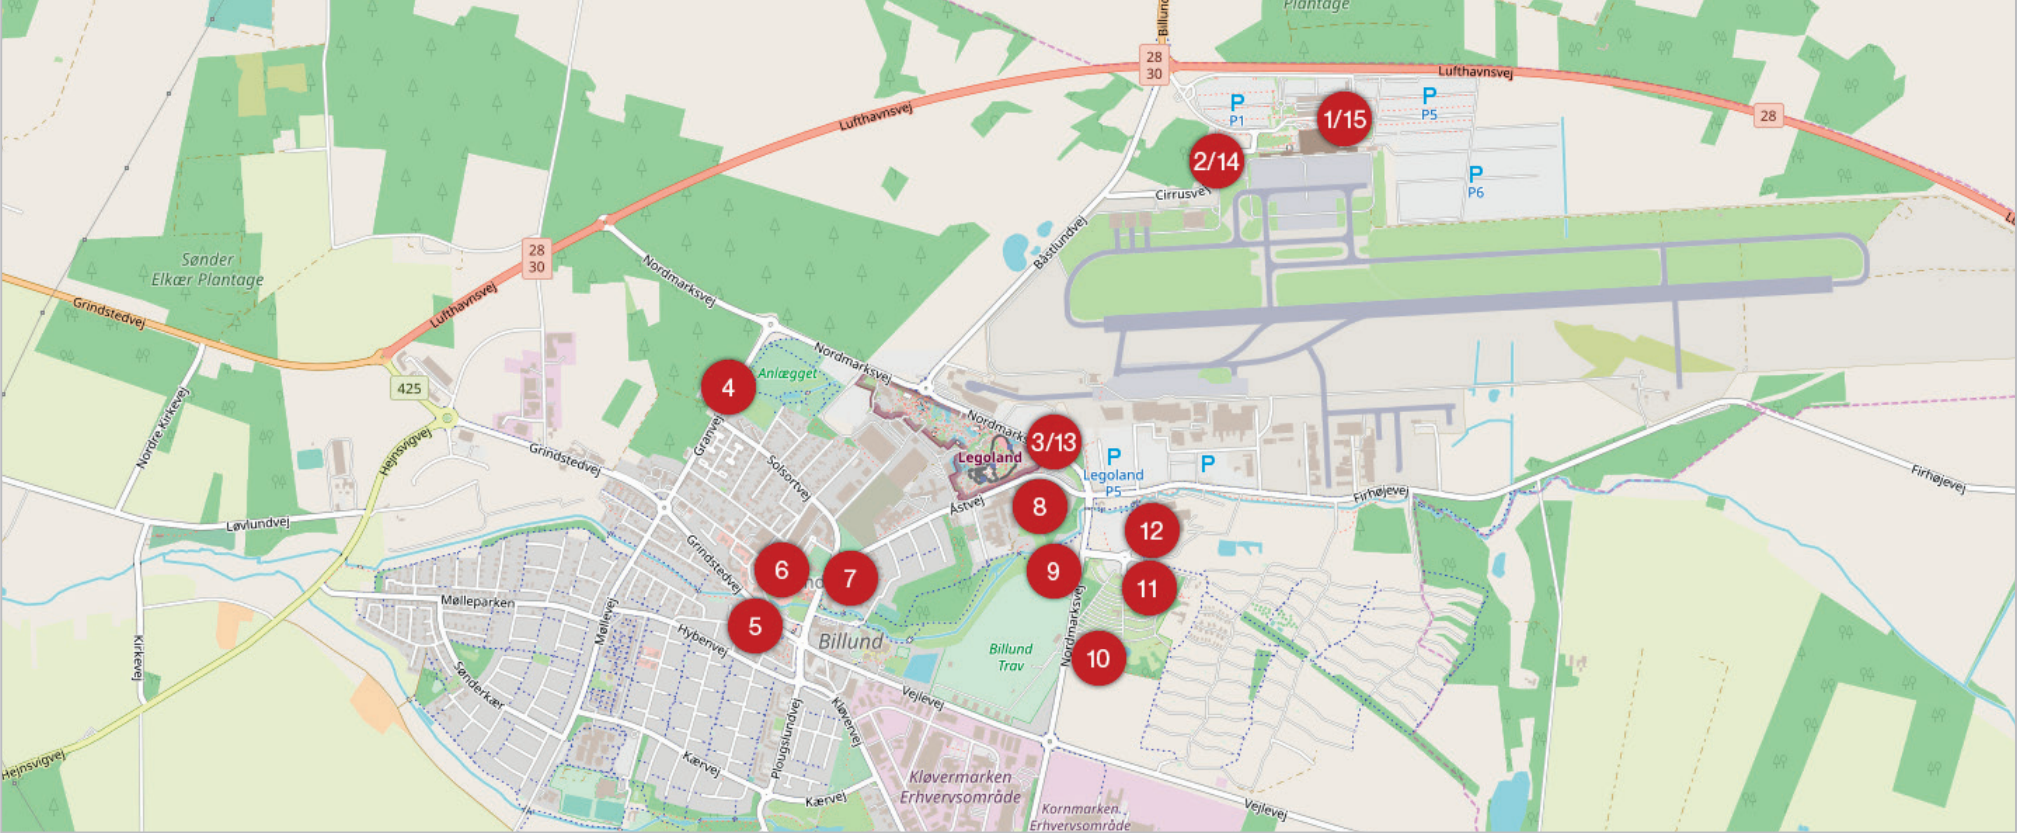 Plantage
Billund
28
30
Lufthavnsvej
Lufthavnsvej
28
P
P1
P
P5
1/15
2/14
P
P6
Cirrusvej
Båstlundvej
Sønder
Elkær Plantage
28
30
Nordmarksvej
Grindstedvej
Lufthavnsvej
Nordmarksvej
Anlægget
4
425
Nordre Kirkevej
Hejnsvigvej
Granvej
Nordmarksvej
3/13
Legoland
P
Legoland
P5
P
Grindstedvej
Solsortvej
Firhøjevej
Firhøjevej
Åstvej
8
Løvlundvej
12
Grindstedvej
6
7
9
11
Mølleparken
Møllevej
5
Hybenvej
Billund
Billund
Trav
Nordmarksvej
10
Kirkevej
Sønderkær
Vejlevej
Kløvervej
Plougslundvej
Kærvej
Kærvej
Hejnsvigvej
Kløvermarken
Erhvervsområde
Kornmarken
Erhvervsområde
Vejlevej